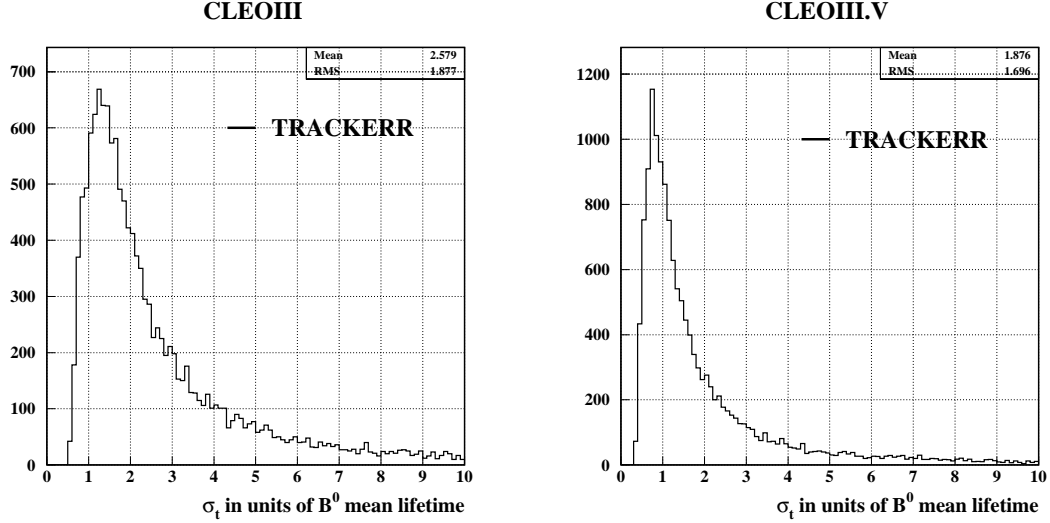 CLEOIII
Mean 2.579
RMS 1.877
TRACKERR
700
600
500
400
300
200
100
0
0 1 2 3 4 5 6 7 8 9 10
σt in units of B0 mean lifetime
CLEOIII.V
Mean 1.876
RMS 1.696
TRACKERR
1200
1000
800
600
400
200
0
0 1 2 3 4 5 6 7 8 9 10
σt in units of B0 mean lifetime